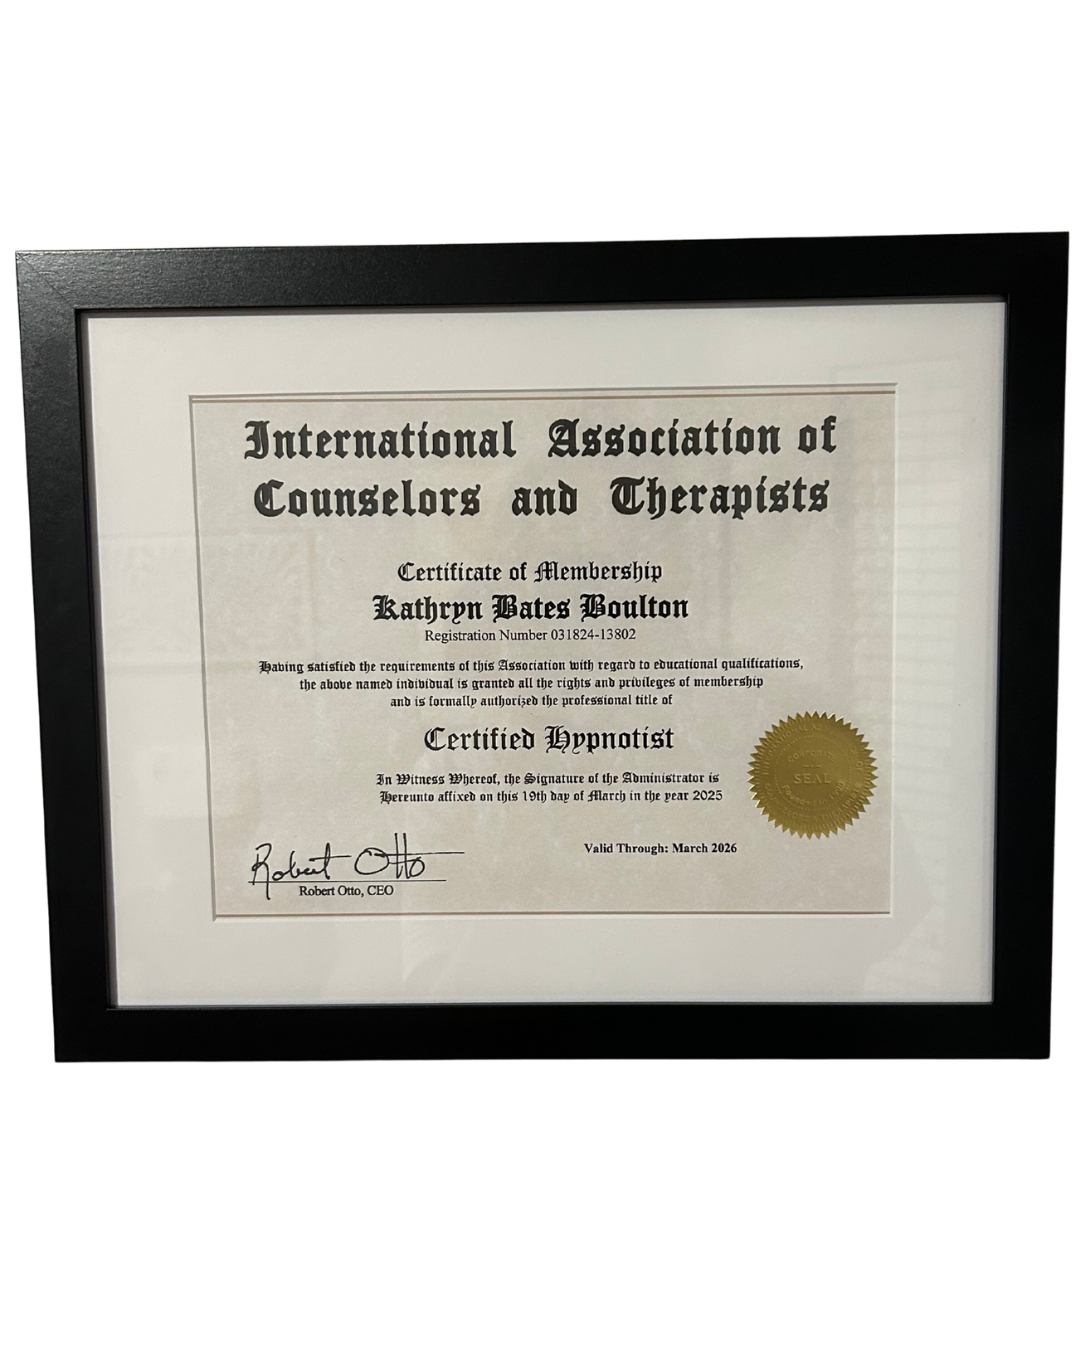 International Association of
Counselors and Therapists
Certificate of Membership
Kathryn Bates Boulton
Registration Number 031824-13802
Having satisfied the requirements of this Association with regard to educational qualifications,
the above named individual is granted all the rights and privileges of membership
and is formally authorized the professional title of
Certified Hypnotist
In Witness Whereof, the Signature of the Administrator is
Hereunto affixed on this 19th day of March in the year 2025
SEAL
Valid Through: March 2026
Robert Otto
Robert Otto, CEO